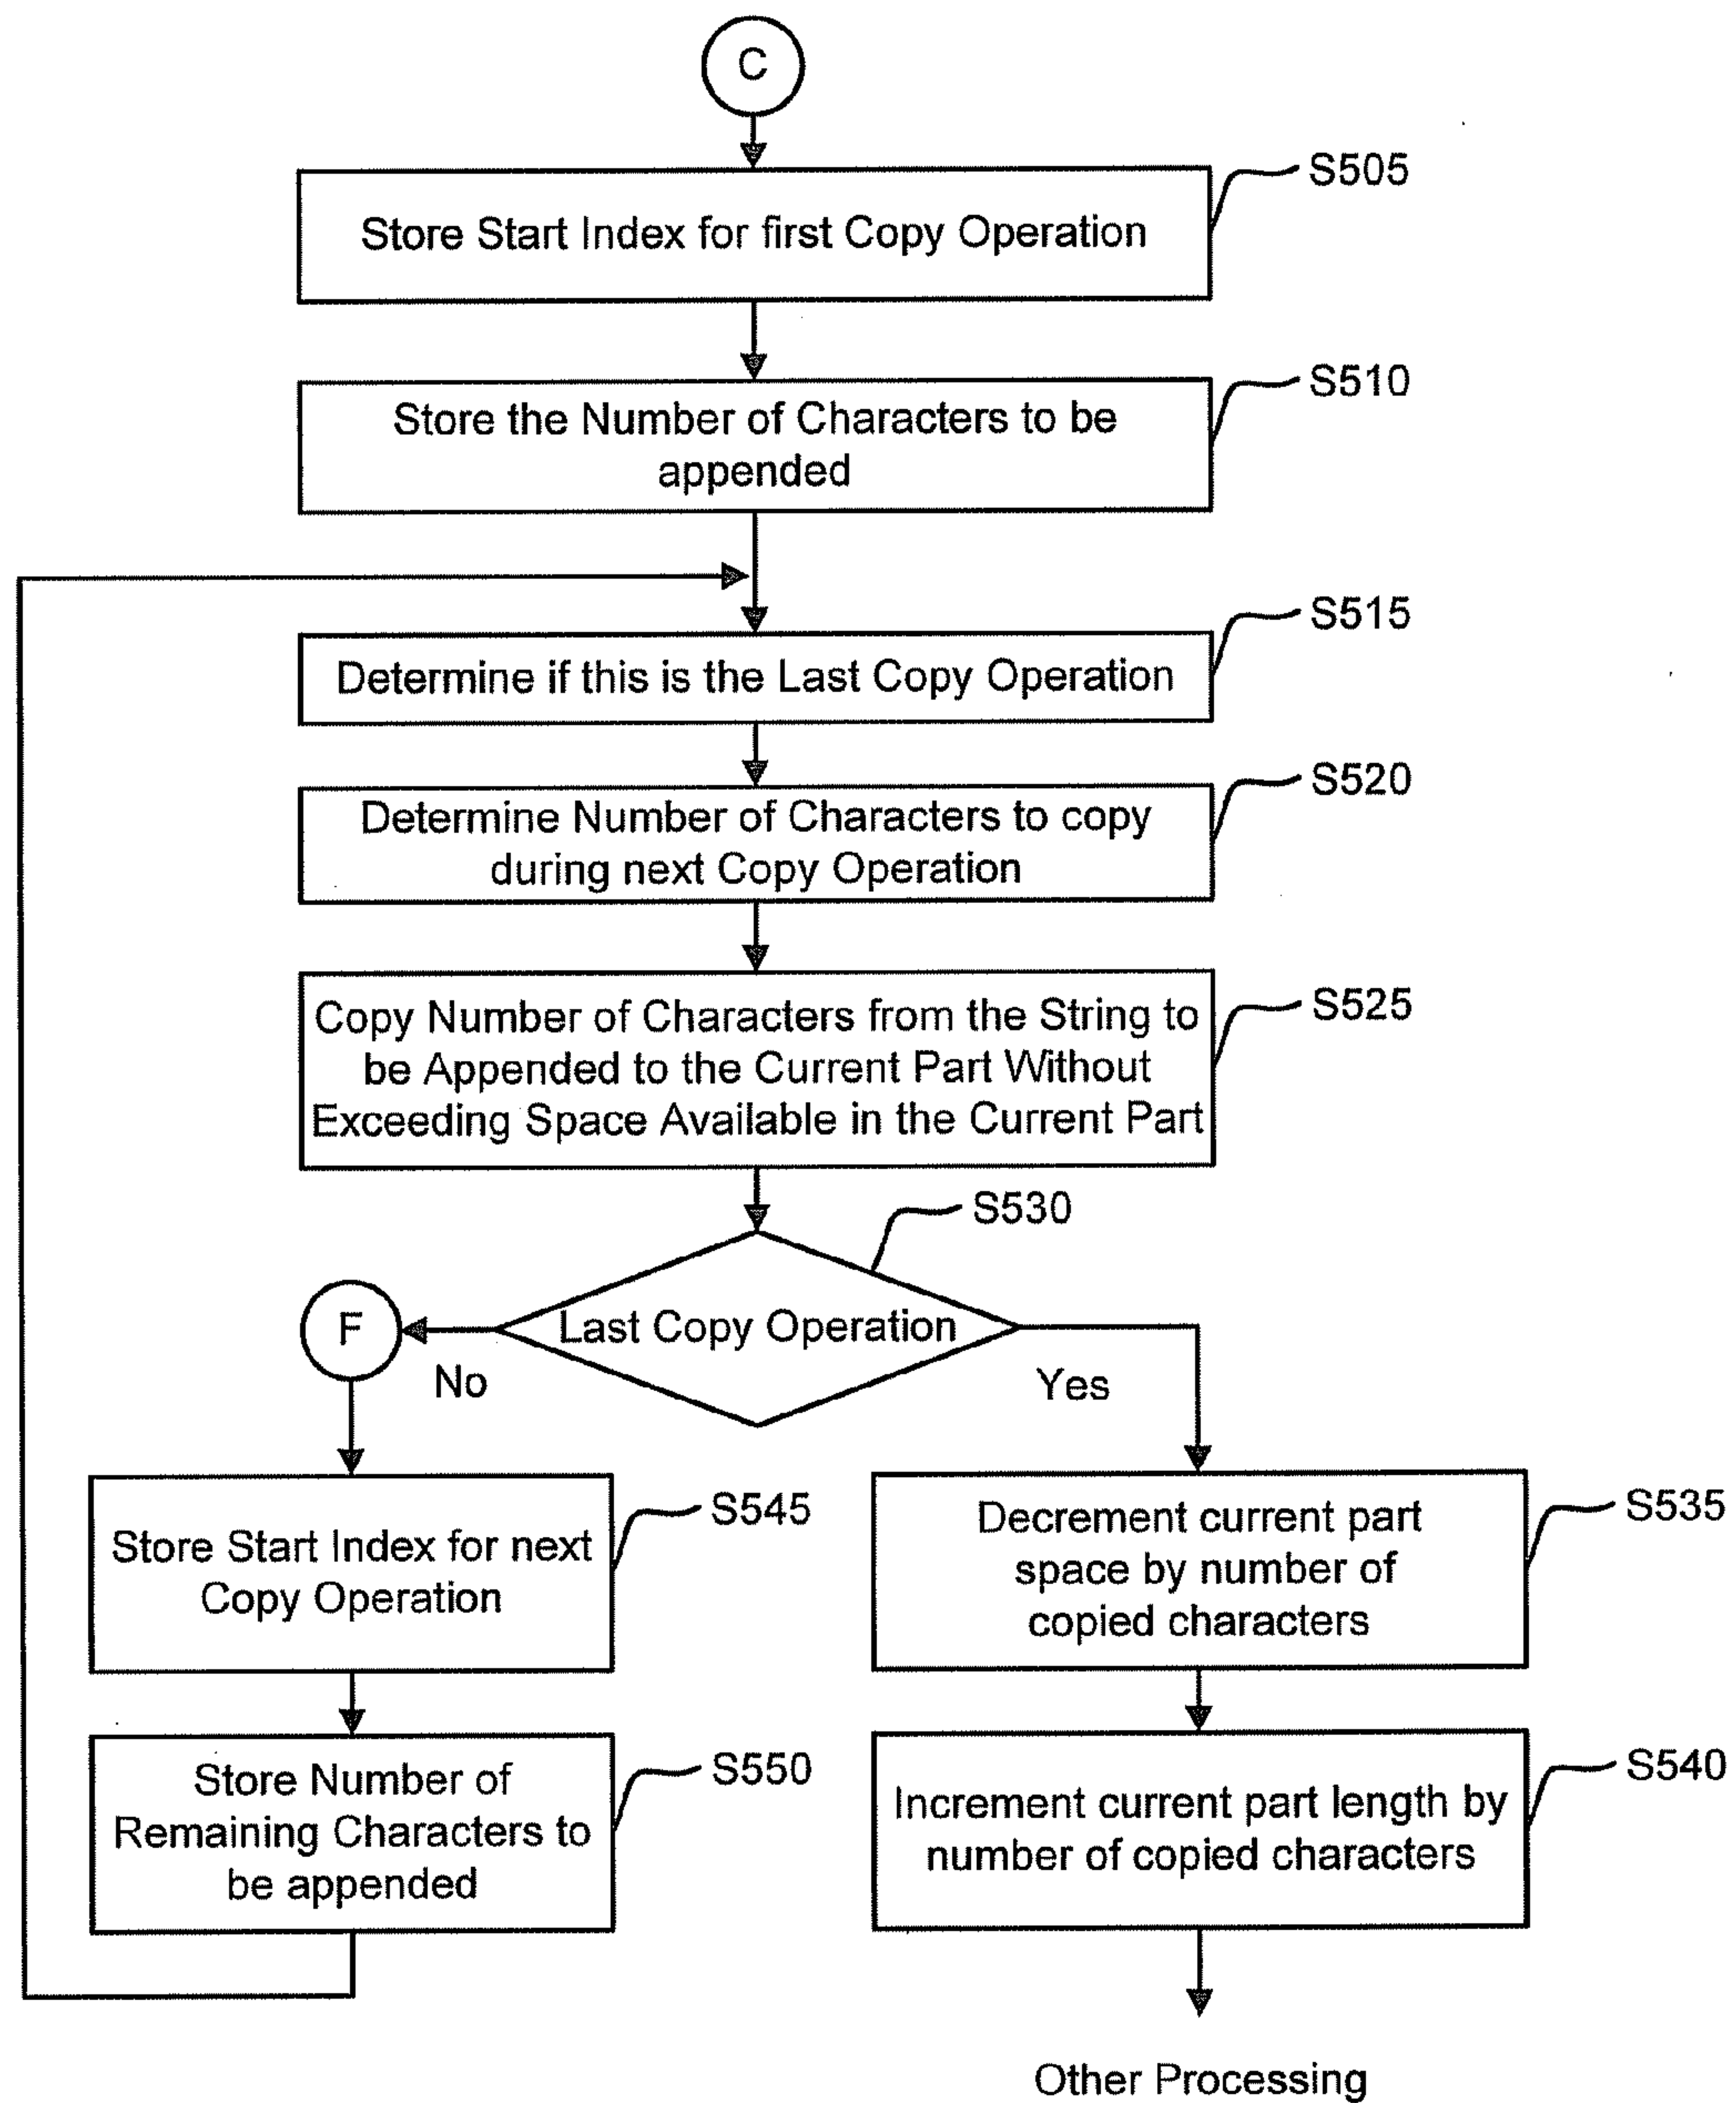 C
S505
Store Start Index for first Copy Operation
S510
Store the Number of Characters to be
appended
S515
Determine if this is the Last Copy Operation
S520
Determine Number of Characters to copy
during next Copy Operation
S525
Copy Number of Characters from the String to
be Appended to the Current Part Without
Exceeding Space Available in the Current Part
S530
Last Copy Operation
F
No
Yes
S545
Store Start Index for next
Copy Operation
S535
Decrement current part
space by number of
copied characters
S550
Store Number of
Remaining Characters to
be appended
S540
Increment current part length by
number of copied characters
Other Processing